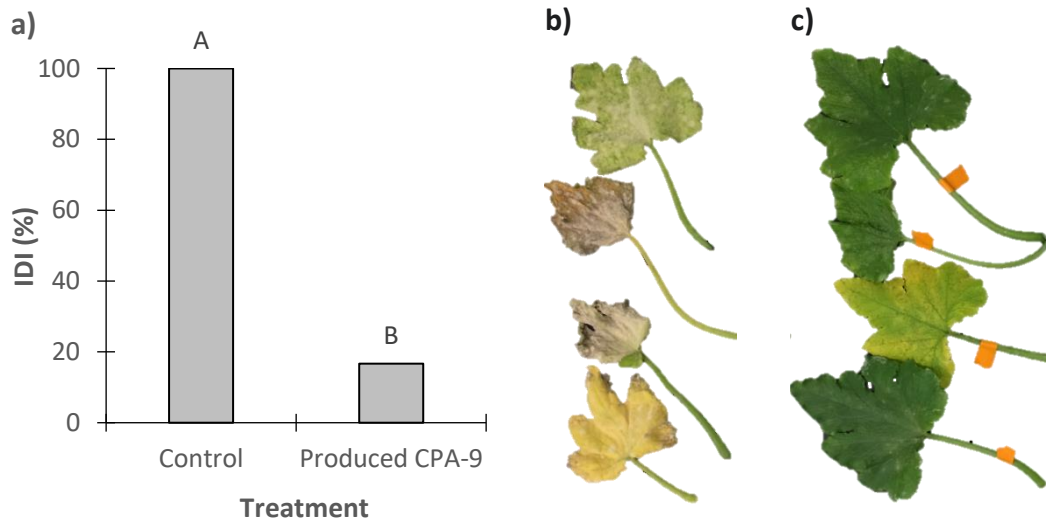 a)
A
100
80
B
60
40
20
0
IDI (%)
Control
Produced CPA-9
Treatment
b)
c)